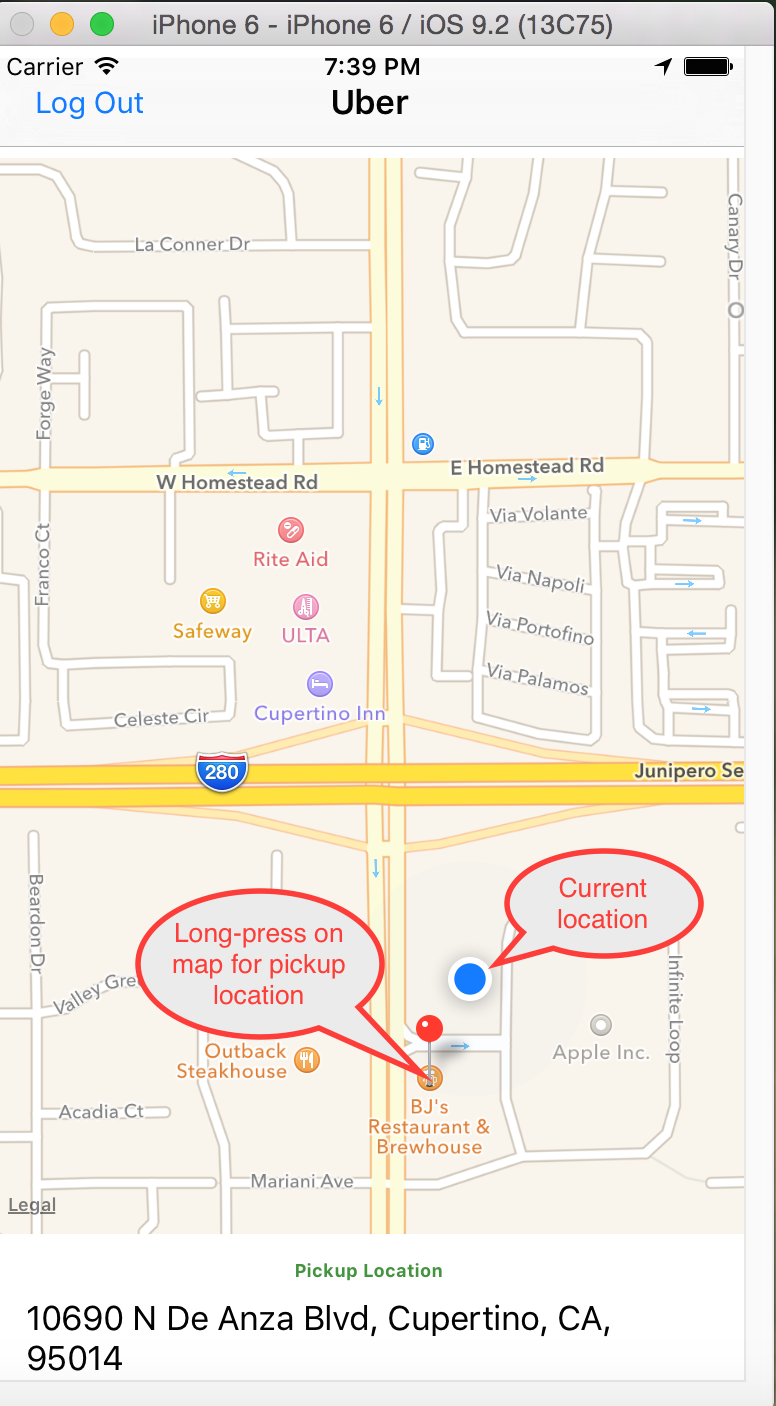 iPhone 6 - iPhone 6 / iOS 9.2 (13C75)
Carrier
7:39 PM
Log Out
Uber
La Conner Dr
Canary Dr
Forge Way
W Homestead Rd
E Homestead Rd
Via Volante
Rite Aid
Franco Ct
Via Napoli
Safeway
ULTA
Via Portofino
Via Palamos
Celeste Cir
Cupertino Inn
280
Junipero Se
Beardon Dr
Current
location
Long-press on
map for pickup
location
Valley Gre
Infinite Loop
Apple Inc.
Outback
Steakhouse
BJ's
Restaurant &
Brewhouse
Acadia Ct
Mariani Ave
Legal
Pickup Location
10690 N De Anza Blvd, Cupertino, CA,
95014